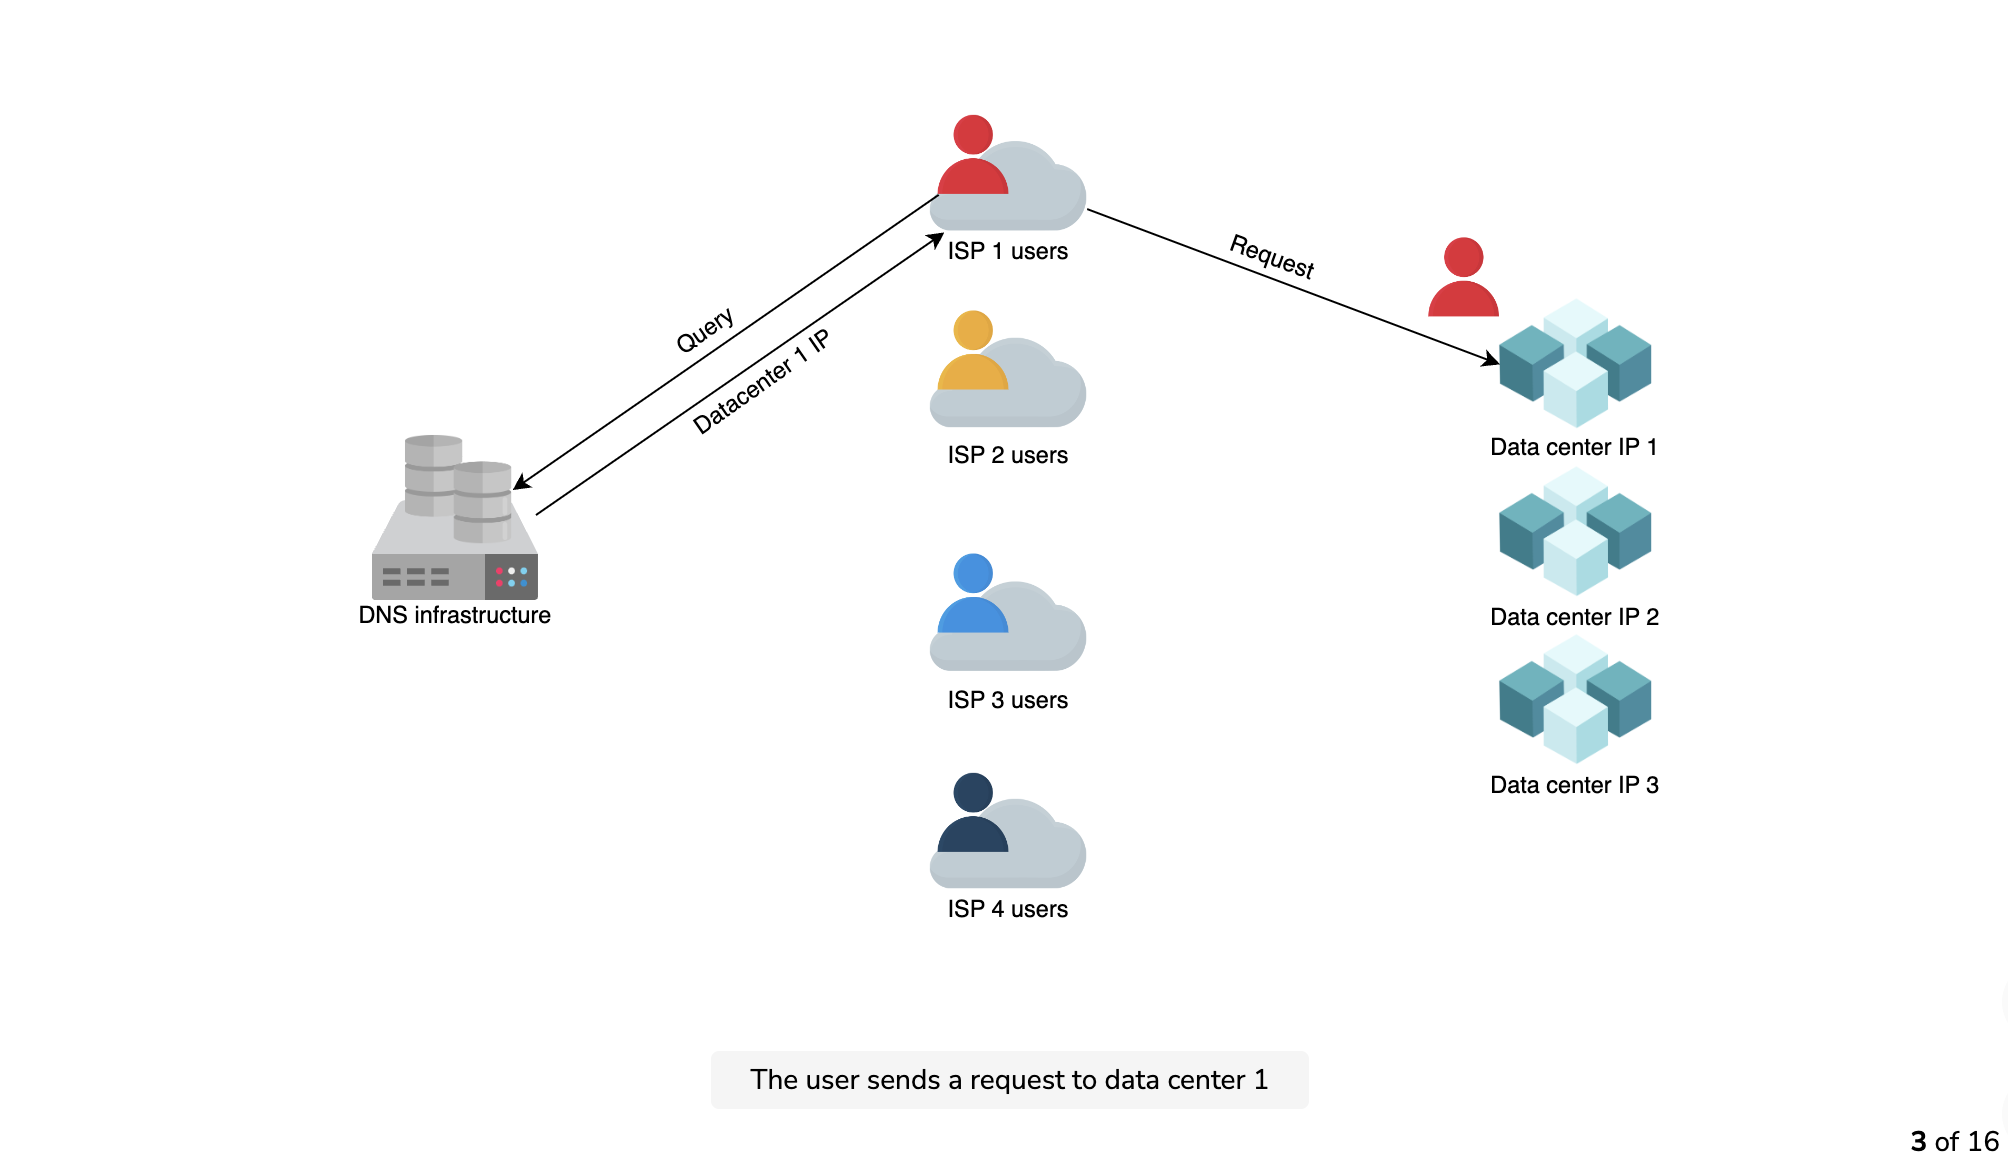 ISP 1 users
Request
Query
Datacenter 1 IP
ISP 2 users
Data center IP 1
DNS infrastructure
Data center IP 2
ISP 3 users
Data center IP 3
ISP 4 users
The user sends a request to data center 1
3 of 16